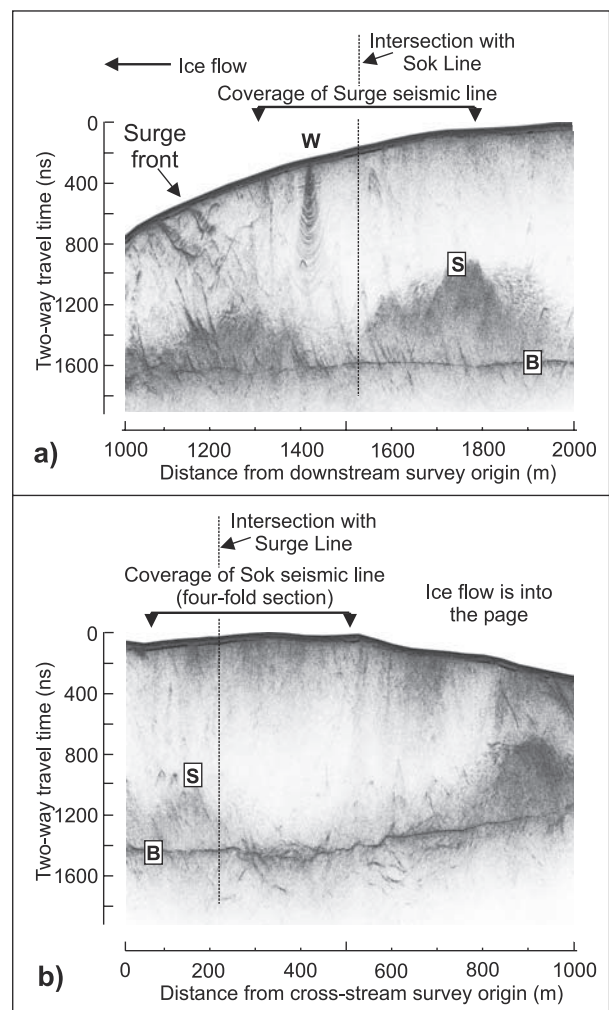 Intersection with
Sok Line
Ice flow
Coverage of Surge seismic line
Surge
front
W
S
B
0
400
800
1200
1600
Two-way travel time (ns)
a)
1000 1200 1400 1600 1800 2000
Distance from downstream survey origin (m)
Intersection with
Surge Line
Coverage of Sok seismic line
(four-fold section)
Ice flow is into
the page
0
400
800
1200
1600
Two-way travel time (ns)
S
B
b)
0 200 400 600 800 1000
Distance from cross-stream survey origin (m)